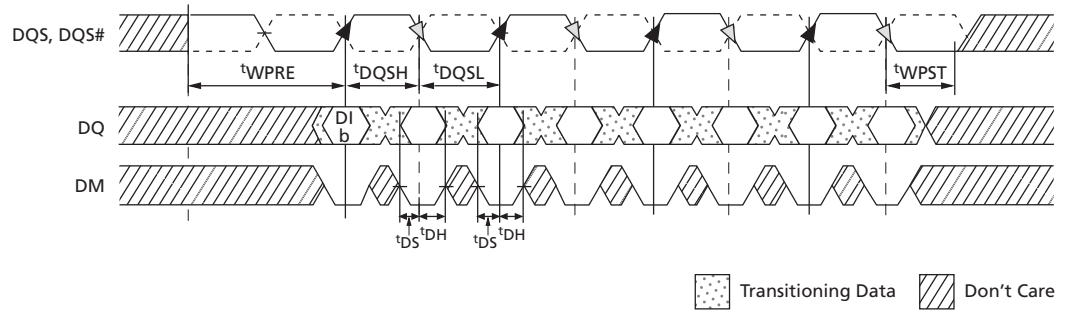 DQS, DQS#
tWPRE tDQSH tDQSL tWPST
DQ
DI
b
DM
tDS tDH tDS tDH
Transitioning Data Don't Care